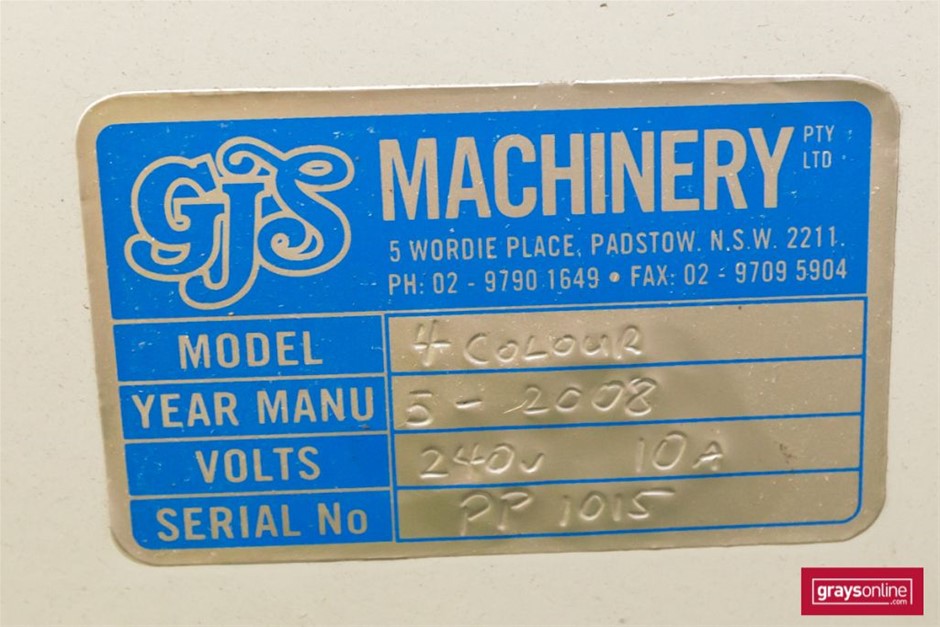 GJS MACHINERY PTY LTD
5 WORDIE PLACE, PADSTOW. N.S.W. 2211.
PH: 02 - 9790 1649 • FAX: 02 - 9709 5904
MODEL 4 COLOUR
YEAR MANU 5 - 2008
VOLTS 240v 10A
SERIAL No PP 1015
graysonline
.com